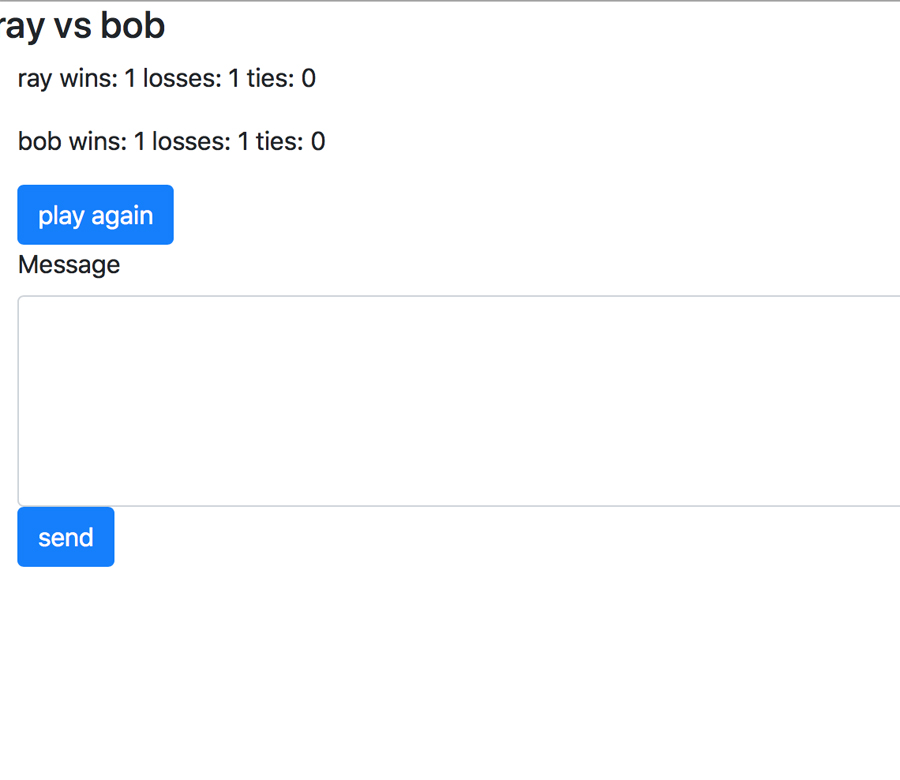 ray vs bob
ray wins: 1 losses: 1 ties: 0
bob wins: 1 losses: 1 ties: 0
play again
Message
send